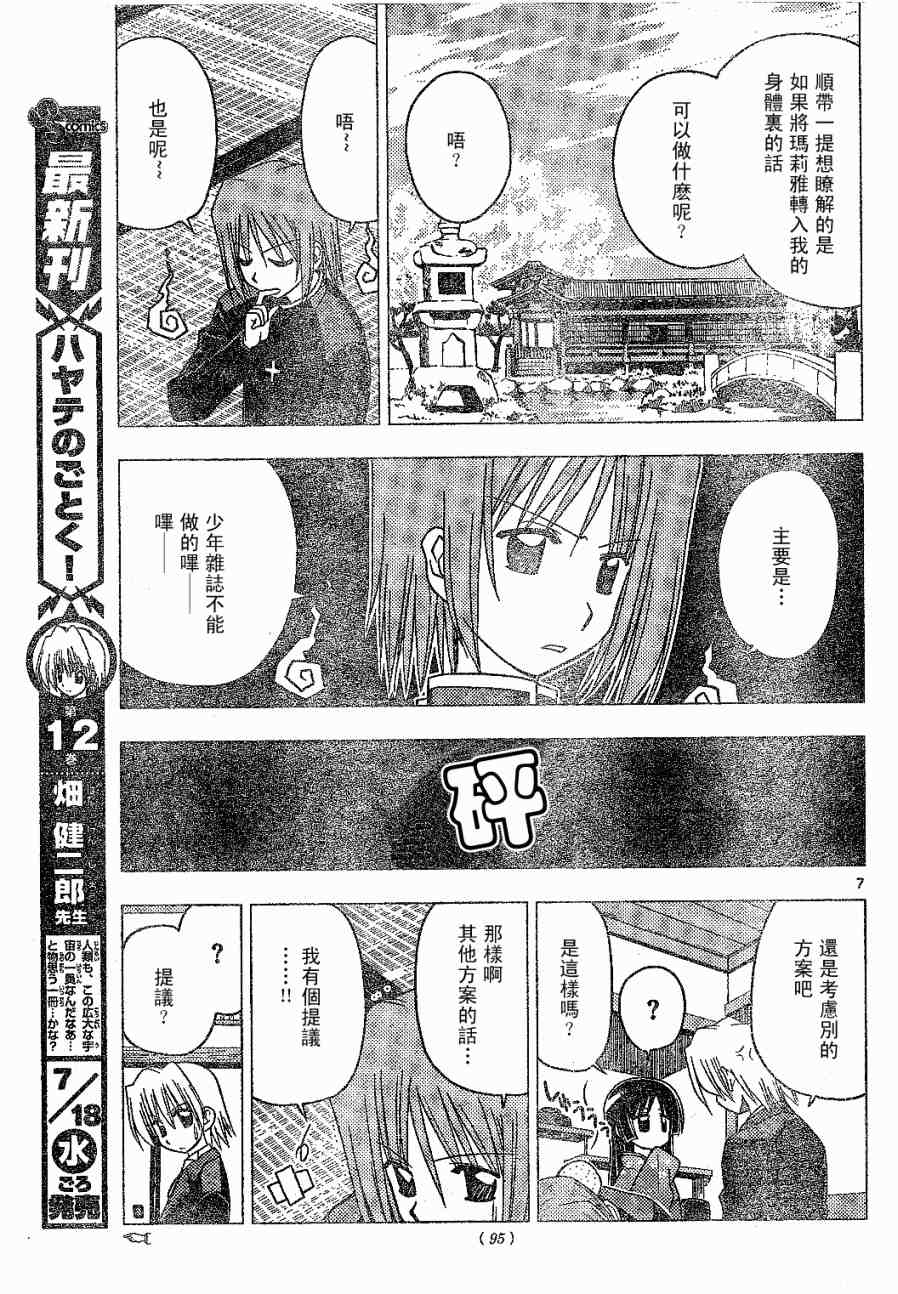 順帶一提想瞭解的是
如果將瑪莉雅轉入我的
身體裏的話
可以做什麽呢?
唔?
唔~~
也是呢~~
主要是…
少年雜誌不能
做的嗶——
嗶——
砰
7
還是考慮別的
方案吧
是這樣嗎?
?
那樣啊
其他方案的話…
我有個提議
……!!
?
提議?
(95)
comics
最新刊
ハヤテのごとく!
第
12
巻
畑健二郎
先生
人類も、この広大な宇
宙の一員なんだなあ…
と物思う一冊…かな?
7/18
水
ごろ
発売